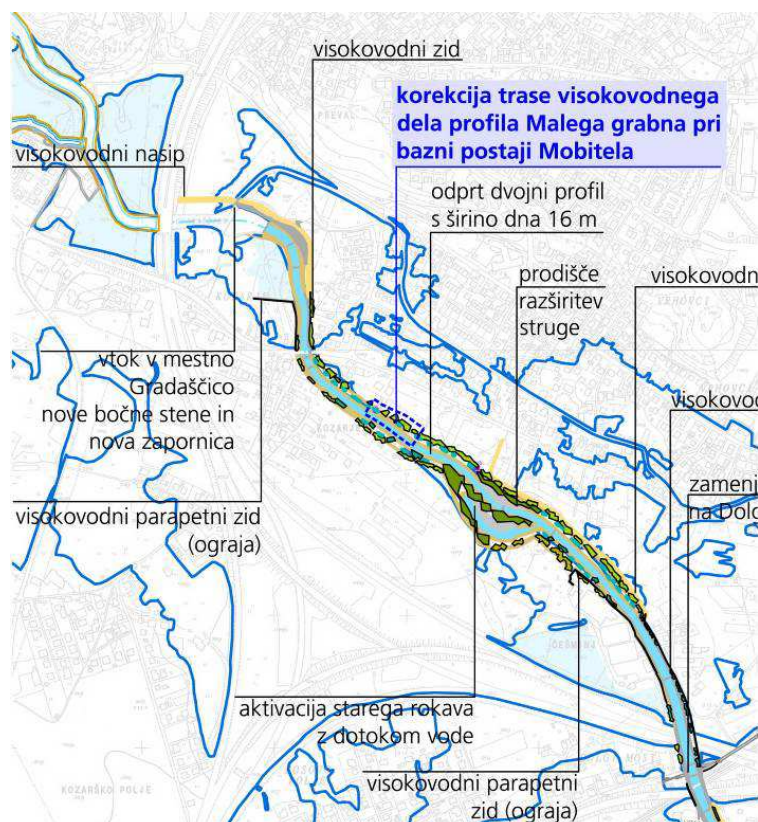 visokovodni zid
korekcija trase visokovodnega
dela profila Malega grabna pri
bazni postaji Mobitela
visokovodni nasip
odprt dvojni profil
s širino dna 16 m
prodišče
razširitev
struge
visokovodn
vtok v mestno
Gradaščico
nove bočne stene in
nova zapornica
visokovod
zamenj
na Dolo
visokovodni parapetni zid
(ograja)
aktivacija starega rokava
z dotokom vode
visokovodni parapetni
zid (ograja)
KOZARŠKO POLJE